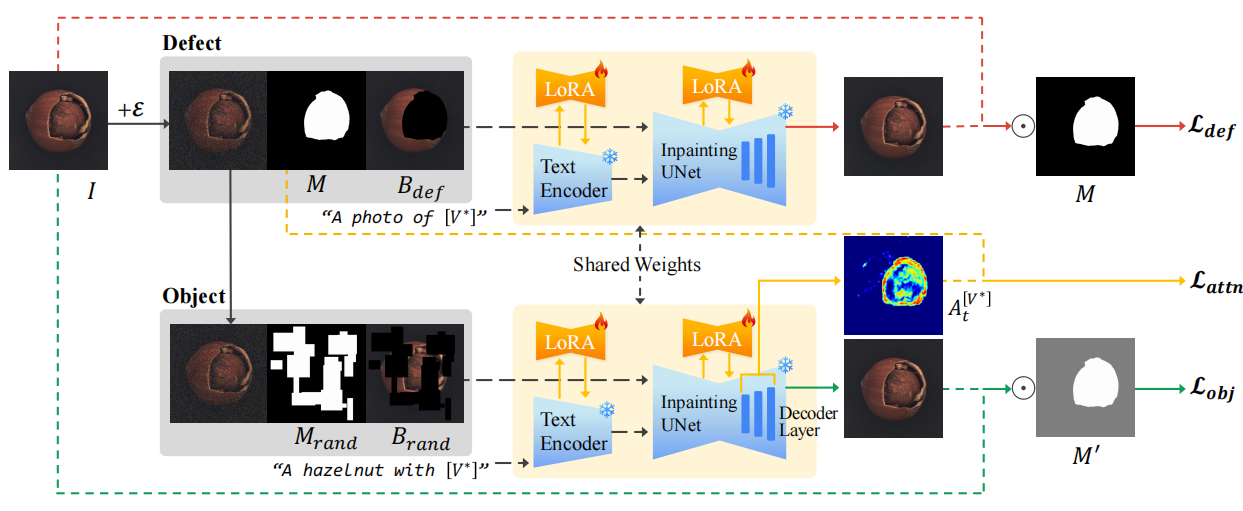 Defect
I
+ℰ
M
B_def
"A photo of [V*]"
LoRA
Text
Encoder
LoRA
Inpainting
UNet
M
ℒ_def
Shared Weights
A_t^[V*]
ℒ_attn
Object
M_rand
B_rand
"A hazelnut with [V*]"
LoRA
Text
Encoder
LoRA
Inpainting
UNet
Decoder
Layer
M′
ℒ_obj